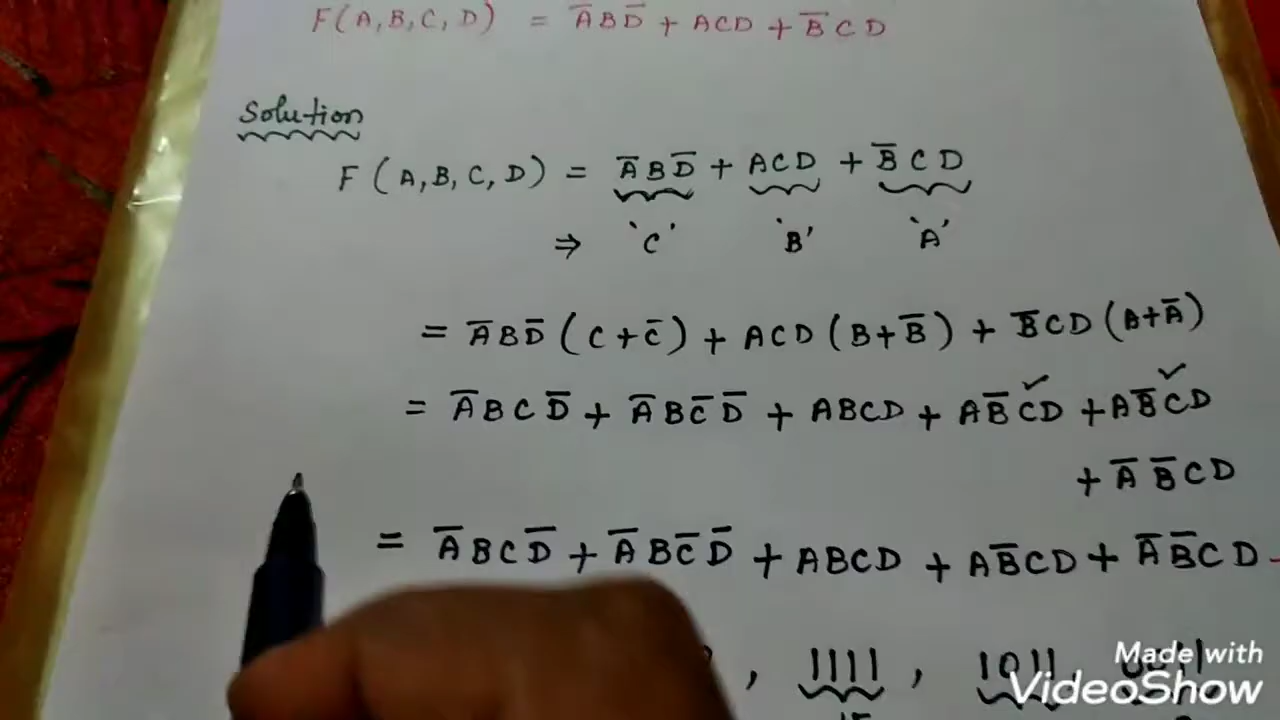 F(A,B,C,D) = A̅BD̅ + ACD + B̅CD
Solution
F(A,B,C,D) = A̅BD̅ + ACD + B̅CD
⇒ 'C' 'B' 'A'
= A̅BD̅(C+C̅) + ACD(B+B̅) + B̅CD(A+A̅)
= A̅BCD̅ + A̅BC̅D̅ + ABCD + AB̅CD ✓ + AB̅CD ✓
+ A̅B̅CD
= A̅BCD̅ + A̅BC̅D̅ + ABCD + AB̅CD + A̅B̅CD
, 1111 , 1011,
Made with
VideoShow